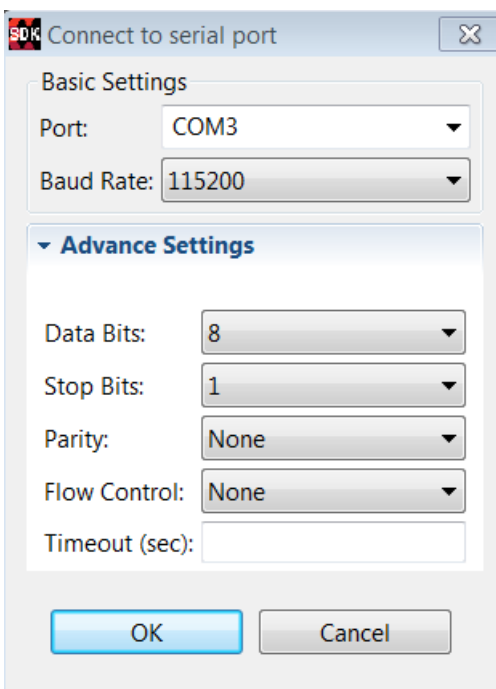 SDK Connect to serial port
Basic Settings
Port: COM3
Baud Rate: 115200
Advance Settings
Data Bits: 8
Stop Bits: 1
Parity: None
Flow Control: None
Timeout (sec):
OK Cancel